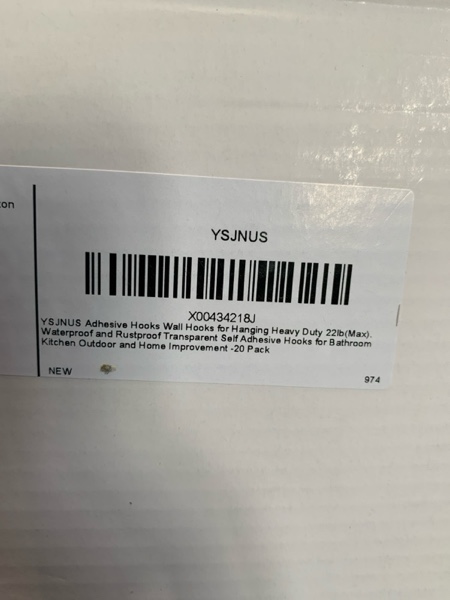 YSJNUS
X00434218J
YSJNUS Adhesive Hooks Wall Hooks for Hanging Heavy Duty 22lb(Max).
Waterproof and Rustproof Transparent Self Adhesive Hooks for Bathroom
Kitchen Outdoor and Home Improvement -20 Pack
NEW
974